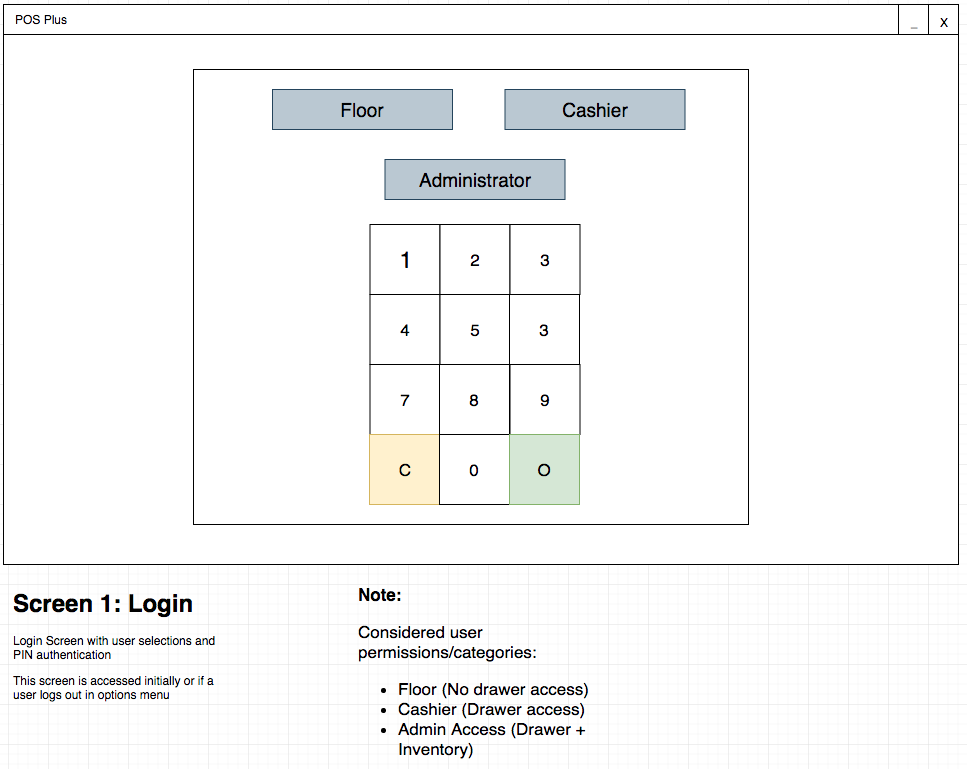 POS Plus
_
X
Floor
Cashier
Administrator
1
2
3
4
5
3
7
8
9
C
0
O
Screen 1: Login
Login Screen with user selections and
PIN authentication
This screen is accessed initially or if a
user logs out in options menu
Note:
Considered user
permissions/categories:
• Floor (No drawer access)
• Cashier (Drawer access)
• Admin Access (Drawer +
Inventory)